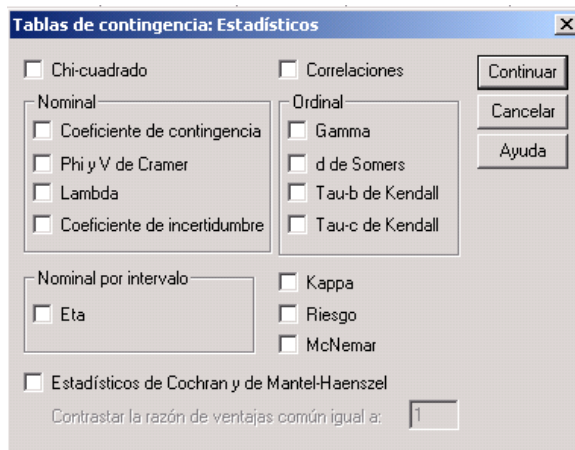 Tablas de contingencia: Estadísticos
Chi-cuadrado
Correlaciones
Continuar
Nominal
Ordinal
Cancelar
Coeficiente de contingencia
Gamma
Ayuda
Phi y V de Cramer
d de Somers
Lambda
Tau-b de Kendall
Coeficiente de incertidumbre
Tau-c de Kendall
Nominal por intervalo
Kappa
Eta
Riesgo
McNemar
Estadísticos de Cochran y de Mantel-Haenszel
Contrastar la razón de ventajas común igual a: 1